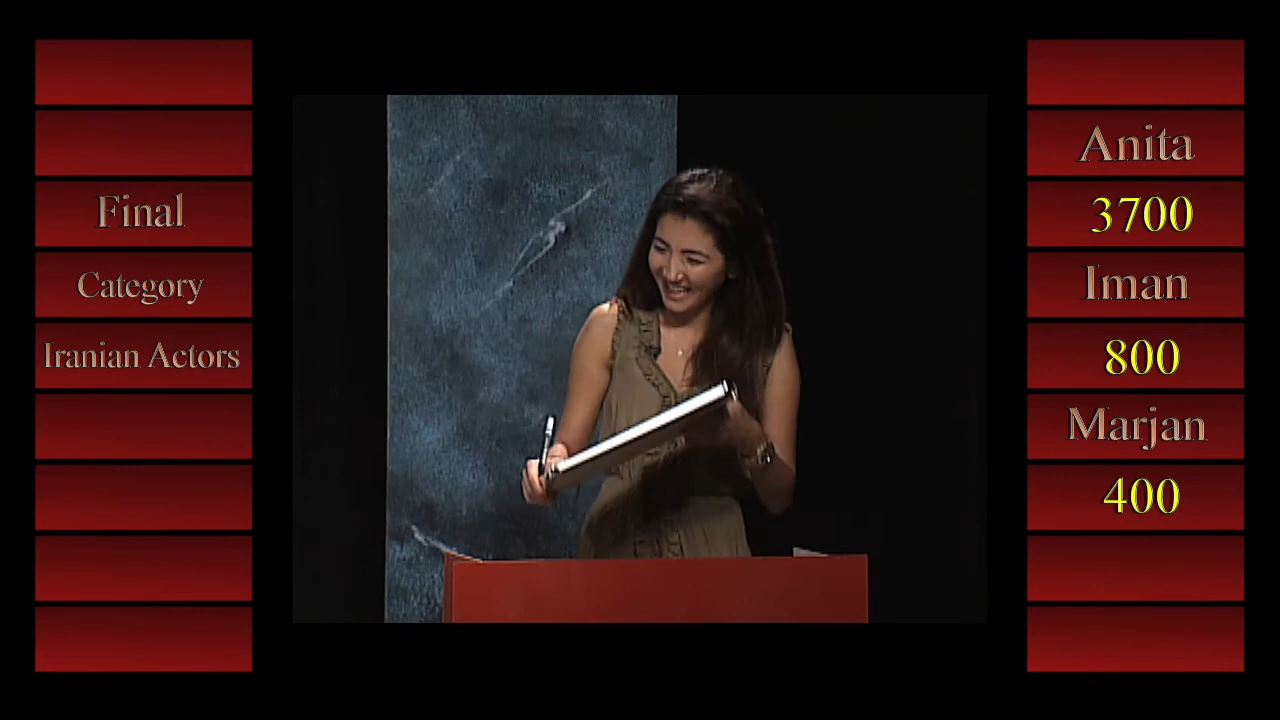 Final
Category
Iranian Actors
Anita
3700
Iman
800
Marjan
400